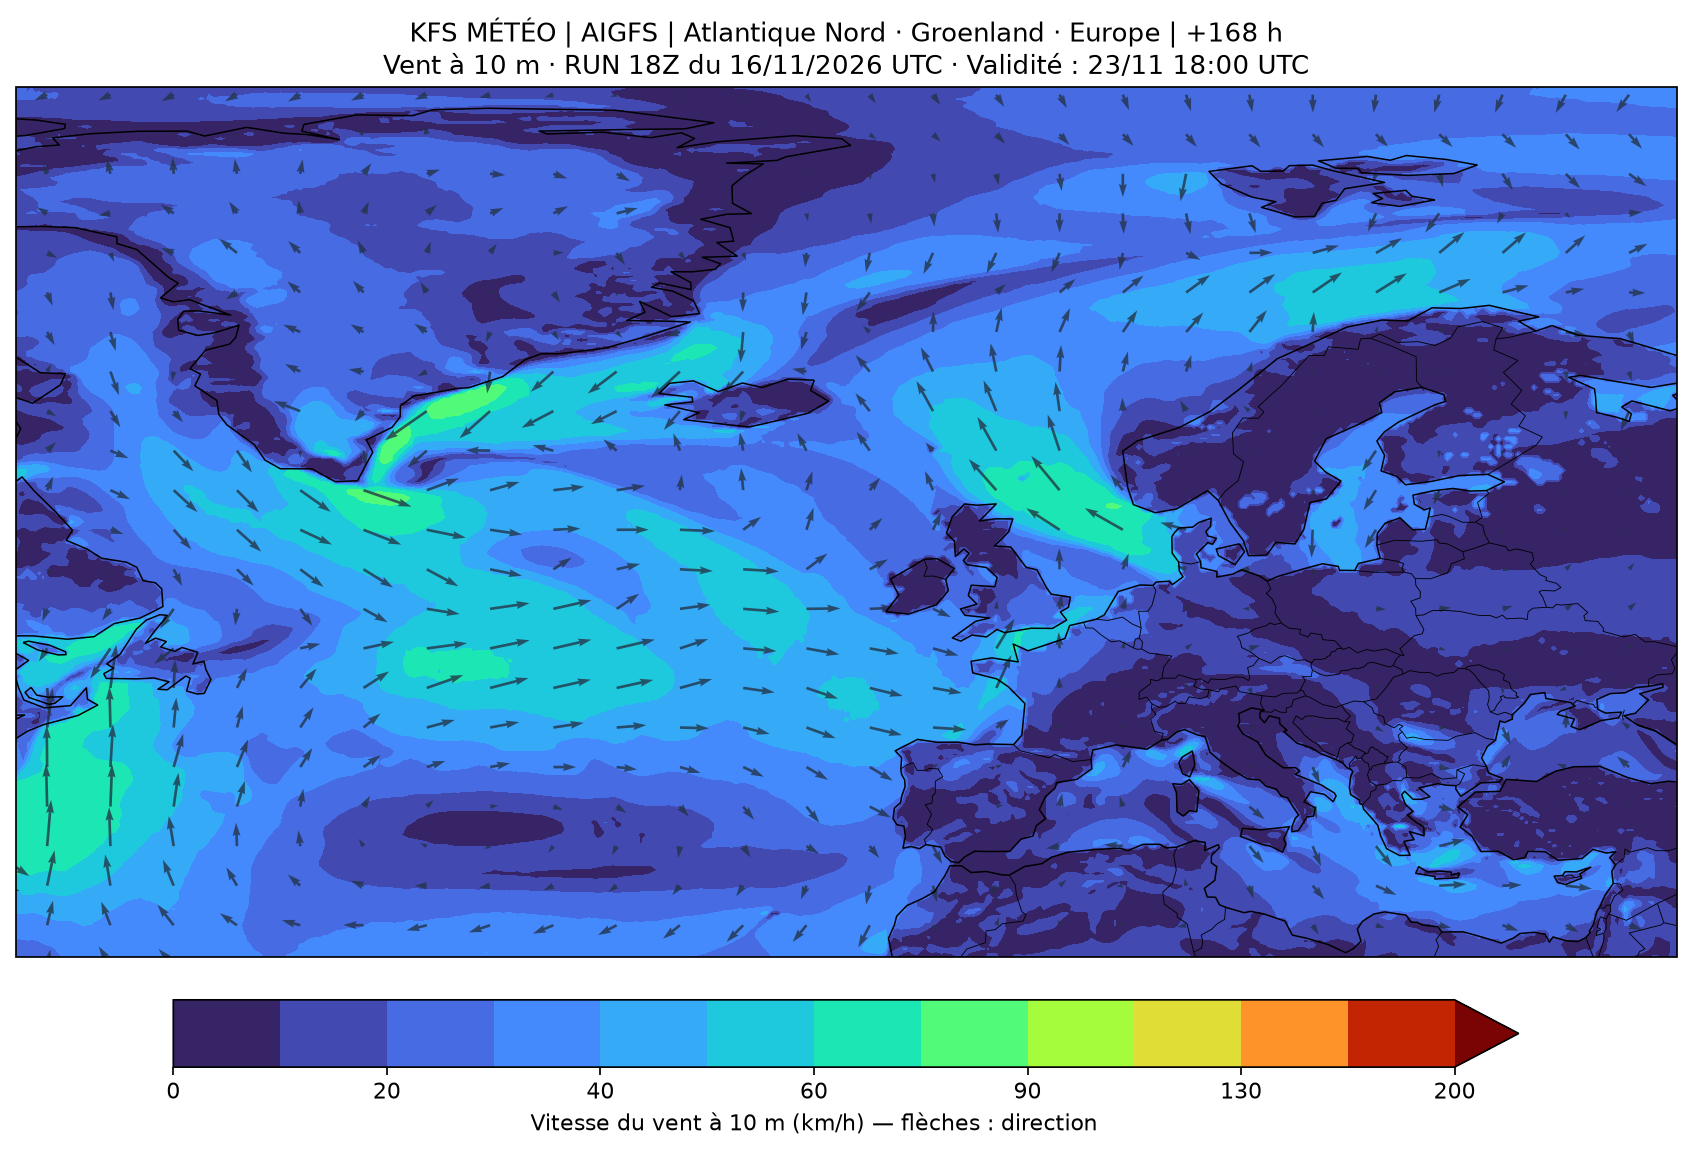 KFS MÉTÉO | AIGFS | Atlantique Nord · Groenland · Europe | +168 h
Vent à 10 m · RUN 18Z du 16/11/2026 UTC · Validité : 23/11 18:00 UTC
0 20 40 60 90 130 200
Vitesse du vent à 10 m (km/h) — flèches : direction